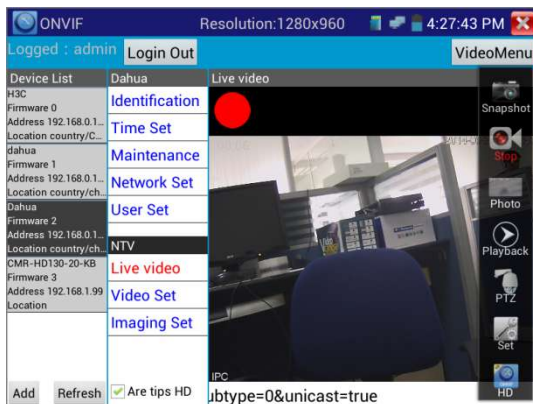 ONVIF
Resolution:1280x960
4:27:43 PM
Logged : admin
Login Out
VideoMenu
Device List
H3C
Firmware 0
Address 192.168.0.1...
Location country/C...
dahua
Firmware 1
Address 192.168.0.1...
Location country/ch...
Dahua
Firmware 2
Address 192.168.0.1...
Location country/ch...
CMR-HD130-20-KB
Firmware 3
Address 192.168.1.99
Location
Add
Refresh
Dahua
Identification
Time Set
Maintenance
Network Set
User Set
NTV
Live video
Video Set
Imaging Set
Are tips HD
Live video
IPC
ubtype=0&unicast=true
Snapshot
Stop
Photo
Playback
PTZ
Set
HD